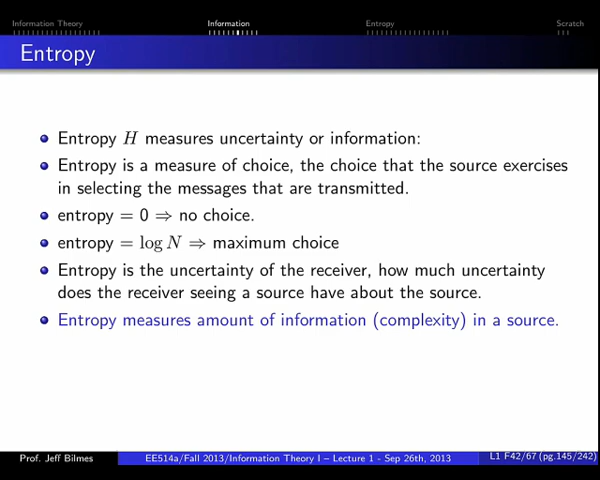 Information Theory Information Entropy Scratch
Entropy
Entropy H measures uncertainty or information:
Entropy is a measure of choice, the choice that the source exercises
in selecting the messages that are transmitted.
entropy = 0 ⇒ no choice.
entropy = log N ⇒ maximum choice
Entropy is the uncertainty of the receiver, how much uncertainty
does the receiver seeing a source have about the source.
Entropy measures amount of information (complexity) in a source.
Prof. Jeff Bilmes EE514a/Fall 2013/Information Theory I – Lecture 1 - Sep 26th, 2013 L1 F42/67 (pg.145/242)